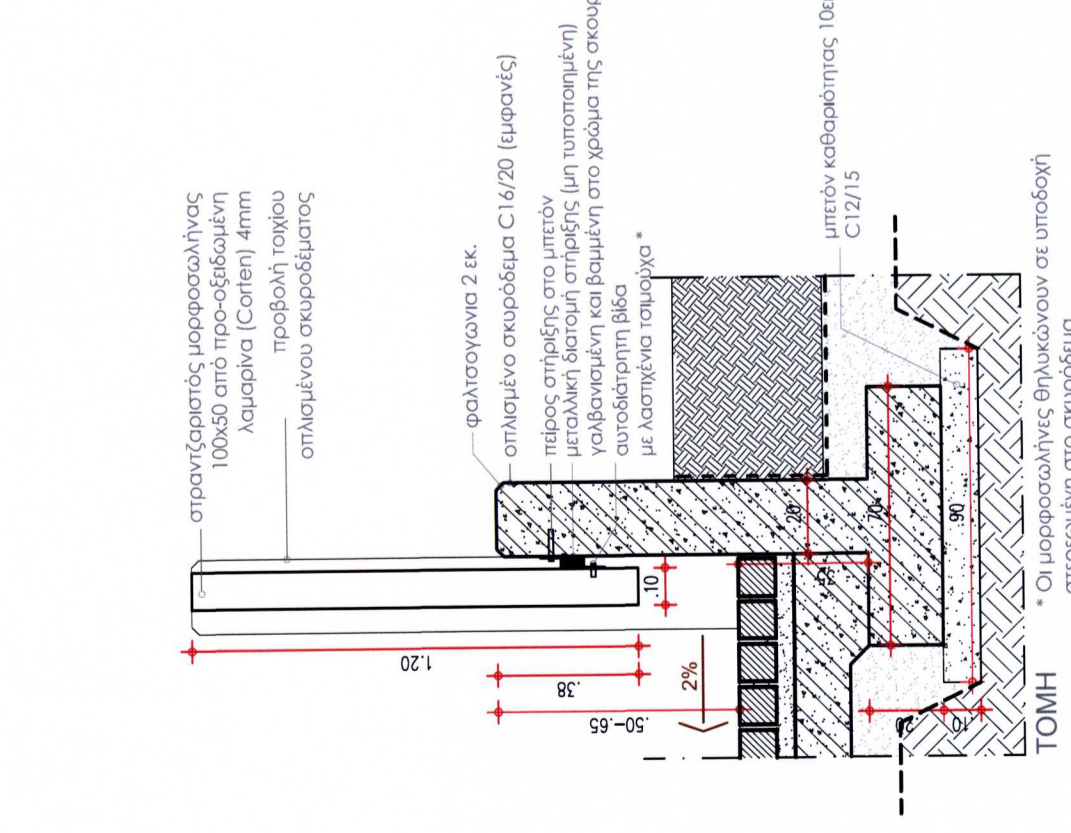 στραντζαριστός μορφοσωλήνας
100x50 από προ-οξειδωμένη
λαμαρίνα (Corten) 4mm
προβολή τοιχίου
οπλισμένου σκυροδέματος
φαλτσογωνια 2 εκ.
οπλισμένο σκυρόδεμα C16/20 (εμφανές)
πείρος στήριξης στο μπετόν
μεταλλική διατομή στήριξης (μη τυποποιημένη)
γαλβανισμένη και βαμμένη στο χρώμα της
αυτοδιάτρητη βίδα
με λαστιχένια τσιμούχα *
μπετόν καθαριότητας
C12/15
1.20
.38
.50-.65
2%
10
.35
20
70
.90
.20
.10
ΤΟΜΗ
* Οι μορφοσωλήνες θηλυκώνουν σε υποδοχή